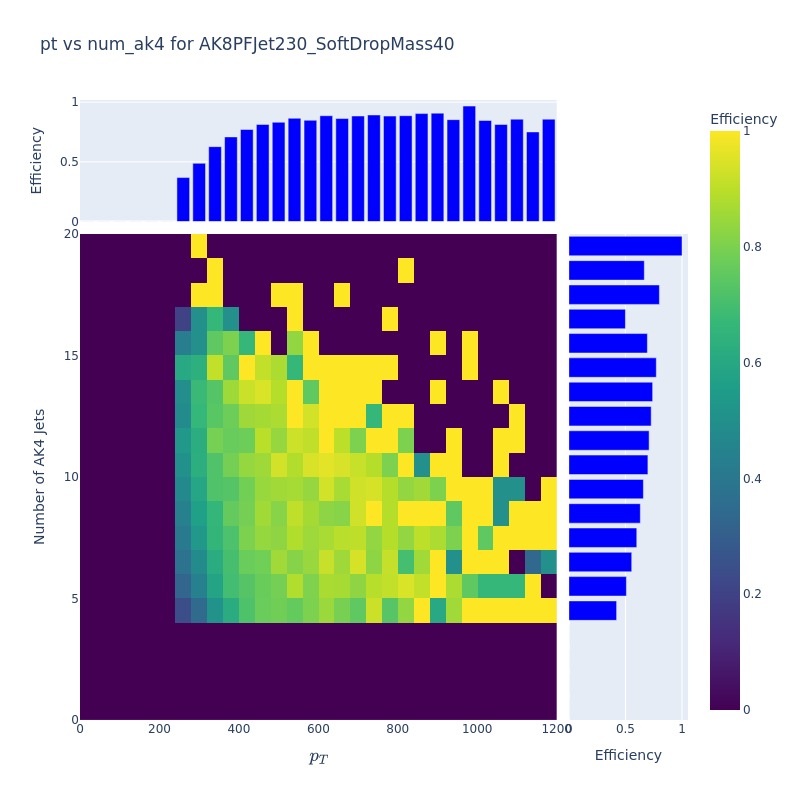 pt vs num_ak4 for AK8PFJet230_SoftDropMass40
Efficiency
1
0.5
0
Efficiency
1
0.8
0.6
0.4
0.2
0
Number of AK4 Jets
20
15
10
5
0
0 200 400 600 800 1000 1200
p_T
0 0.5 1
Efficiency